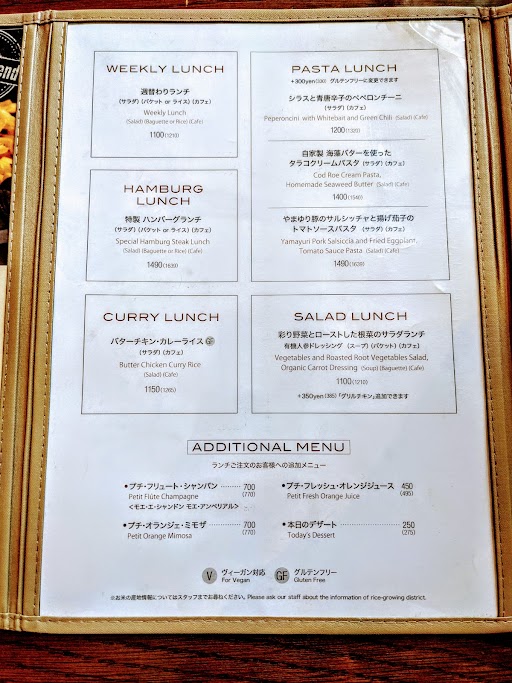 end
WEEKLY LUNCH
週替わりランチ
(サラダ) (バケット or ライス) (カフェ)
Weekly Lunch
(Salad) (Baguette or Rice) (Cafe)
1100(1210)
HAMBURG
LUNCH
特製 ハンバーグランチ
(サラダ) (バケット or ライス) (カフェ)
Special Hamburg Steak Lunch
(Salad) (Baguette or Rice) (Cafe)
1490(1639)
CURRY LUNCH
バターチキン・カレーライス GF
(サラダ) (カフェ)
Butter Chicken Curry Rice
(Salad) (Cafe)
1150(1265)
PASTA LUNCH
+300yen(330) グルテンフリーに変更できます
シラスと青唐辛子のペペロンチーニ
(サラダ) (カフェ)
Peperoncini with Whitebait and Green Chili (Salad) (Cafe)
1200(1320)
自家製 海藻バターを使った
タラコクリームパスタ (サラダ) (カフェ)
Cod Roe Cream Pasta,
Homemade Seaweed Butter (Salad) (Cafe)
1400(1540)
やまゆり豚のサルシッチャと揚げ茄子の
トマトソースパスタ (サラダ) (カフェ)
Yamayuri Pork Salsiccia and Fried Eggplant,
Tomato Sauce Pasta (Salad) (Cafe)
1490(1639)
SALAD LUNCH
彩り野菜とローストした根菜のサラダランチ
有機人参ドレッシング (スープ) (バケット) (カフェ)
Vegetables and Roasted Root Vegetables Salad,
Organic Carrot Dressing (Soup) (Baguette) (Cafe)
1100(1210)
+350yen(385)「グリルチキン」追加できます
ADDITIONAL MENU
ランチご注文のお客様への追加メニュー
•プチ・フリュート・シャンパン 700
Petit Flûte Champagne (770)
<モエ・エ・シャンドン モエ・アンペリアル>
•プチ・オランジェ・ミモザ 700
Petit Orange Mimosa (770)
•プチ・フレッシュ・オレンジジュース 450
Petit Fresh Orange Juice (495)
•本日のデザート 250
Today's Dessert (275)
V ヴィーガン対応
For Vegan
GF グルテンフリー
Gluten Free
※お米の産地情報についてはスタッフまでお尋ねください。Please ask our staff about the information of rice-growing district.